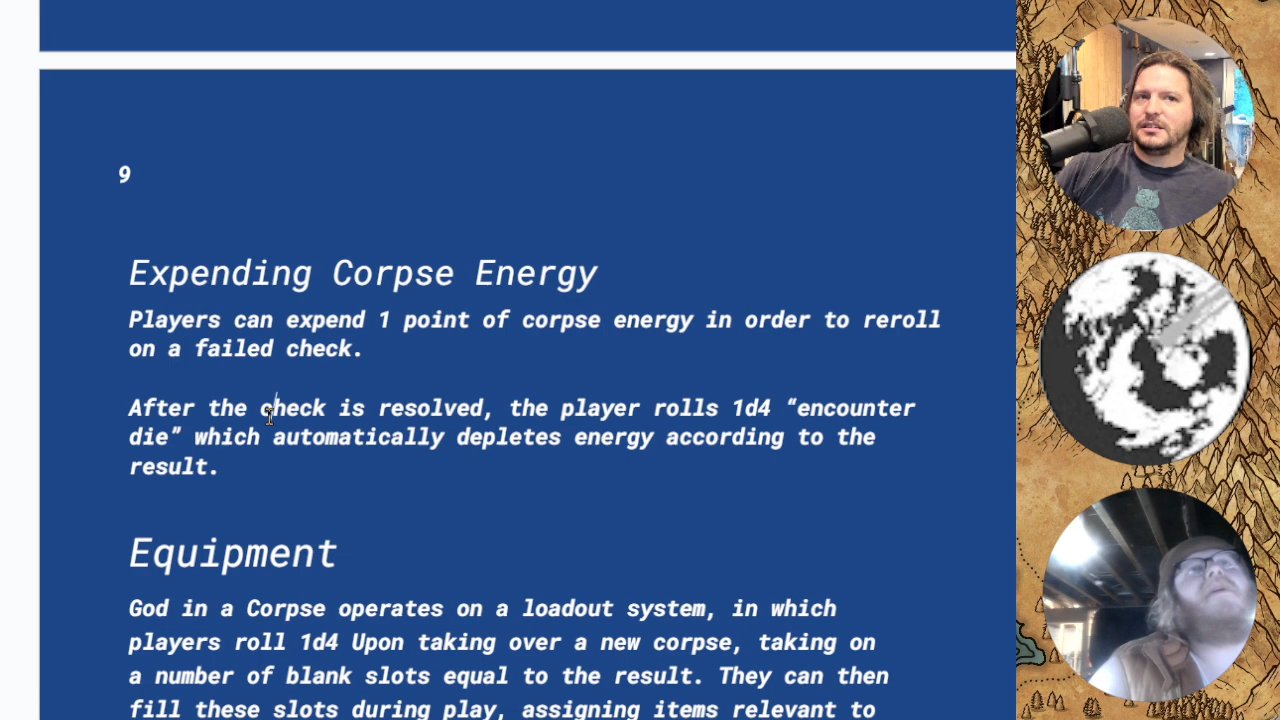 9
Expending Corpse Energy
Players can expend 1 point of corpse energy in order to reroll
on a failed check.
After the check is resolved, the player rolls 1d4 “encounter
die” which automatically depletes energy according to the
result.
Equipment
God in a Corpse operates on a loadout system, in which
players roll 1d4 Upon taking over a new corpse, taking on
a number of blank slots equal to the result. They can then
fill these slots during play, assigning items relevant to